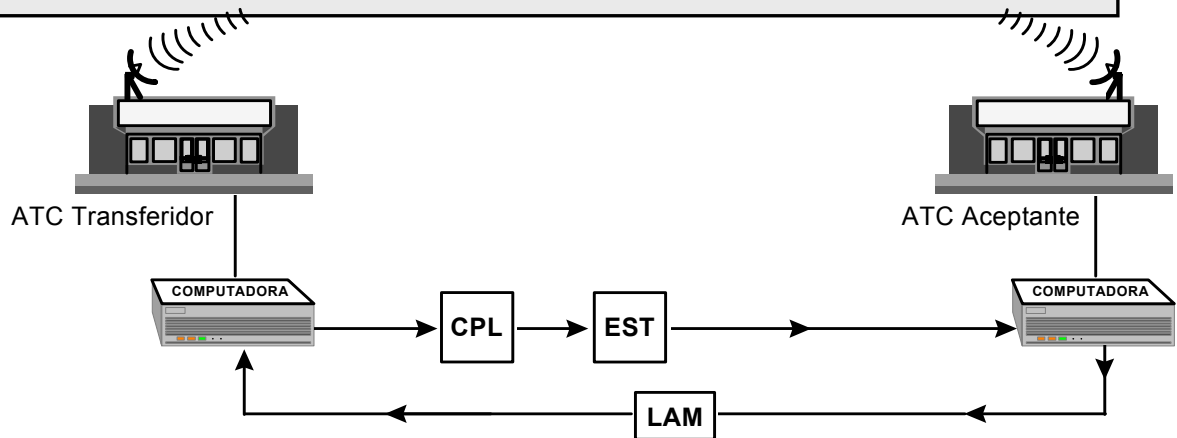 ATC Transferidor
ATC Aceptante
COMPUTADORA
COMPUTADORA
CPL
EST
LAM